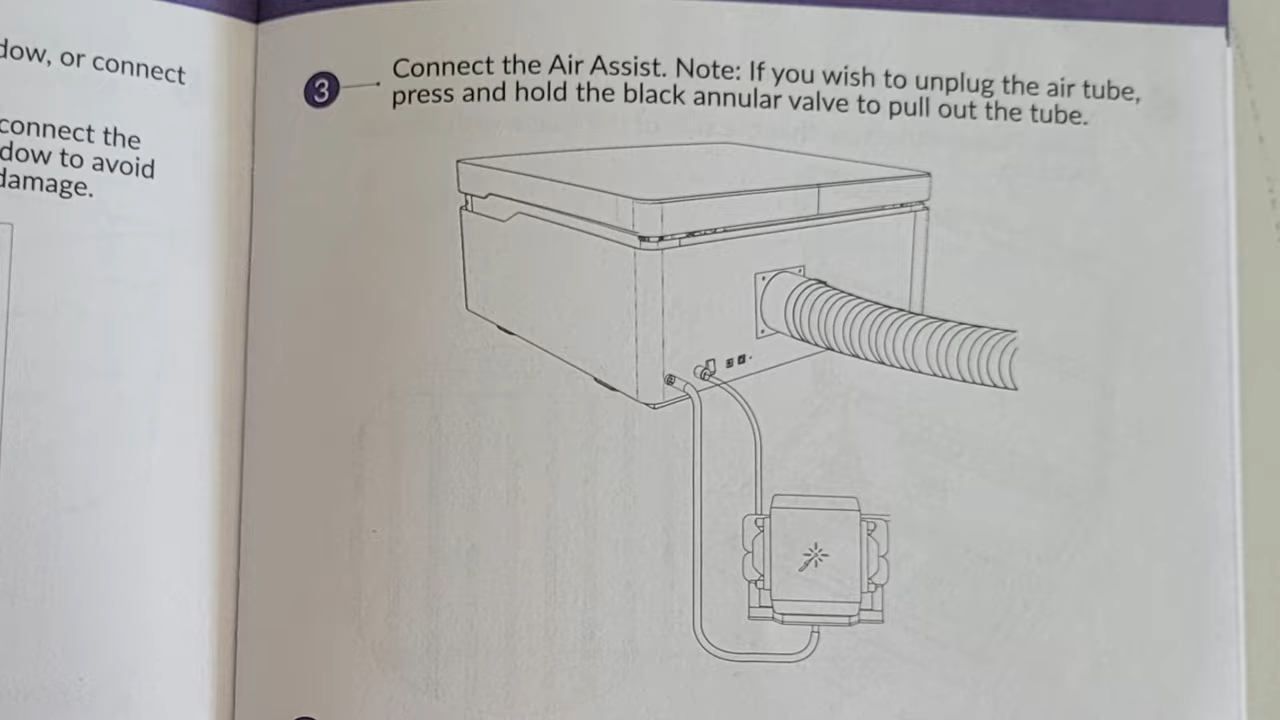 dow, or connect
connect the
dow to avoid
damage.
3
Connect the Air Assist. Note: If you wish to unplug the air tube,
press and hold the black annular valve to pull out the tube.